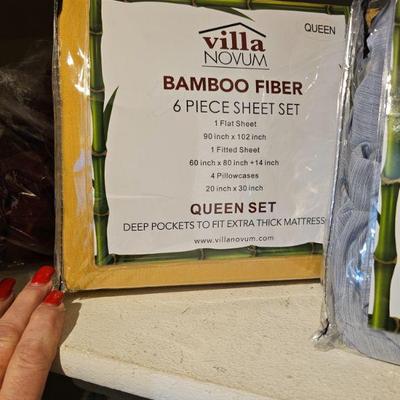 villa
NOVUM
QUEEN
BAMBOO FIBER
6 PIECE SHEET SET
1 Flat Sheet
90 inch x 102 inch
1 Fitted Sheet
60 inch x 80 inch +14 inch
4 Pillowcases
20 inch x 30 inch
QUEEN SET
DEEP POCKETS TO FIT EXTRA THICK MATTRESS
www.villanovum.com